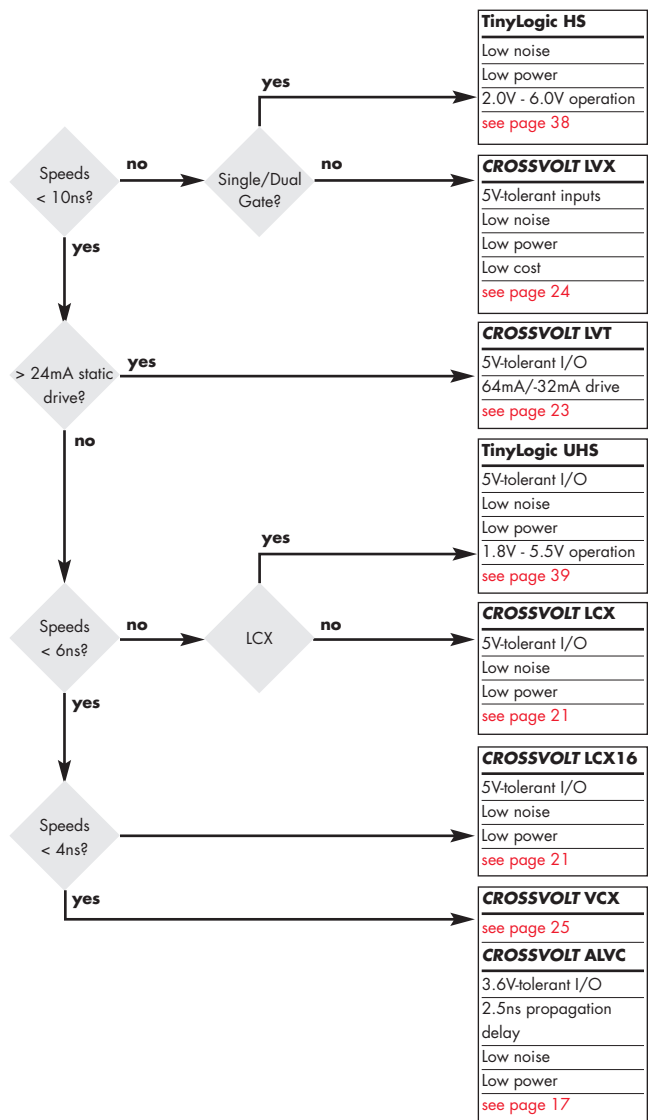 TinyLogic HS
Low noise
Low power
2.0V - 6.0V operation
see page 38
yes
Speeds
< 10ns?
no
Single/Dual
Gate?
no
CROSSVOLT LVX
5V-tolerant inputs
Low noise
Low power
Low cost
see page 24
yes
> 24mA static
drive?
yes
CROSSVOLT LVT
5V-tolerant I/O
64mA/-32mA drive
see page 23
no
TinyLogic UHS
5V-tolerant I/O
Low noise
Low power
1.8V - 5.5V operation
see page 39
yes
Speeds
< 6ns?
no
LCX
no
CROSSVOLT LCX
5V-tolerant I/O
Low noise
Low power
see page 21
yes
Speeds
< 4ns?
CROSSVOLT LCX16
5V-tolerant I/O
Low noise
Low power
see page 21
yes
CROSSVOLT VCX
see page 25
CROSSVOLT ALVC
3.6V-tolerant I/O
2.5ns propagation
delay
Low noise
Low power
see page 17